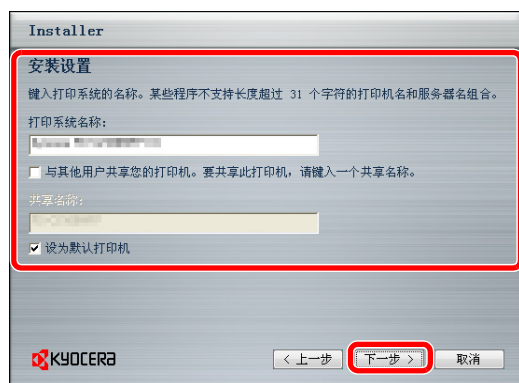 Installer
安装设置
键入打印系统的名称。某些程序不支持长度超过 31 个字符的打印机名和服务器名组合。
打印系统名称:
与其他用户共享您的打印机。要共享此打印机，请键入一个共享名称。
共享名称:
设为默认打印机
KYOCERA
< 上一步
下一步 >
取消